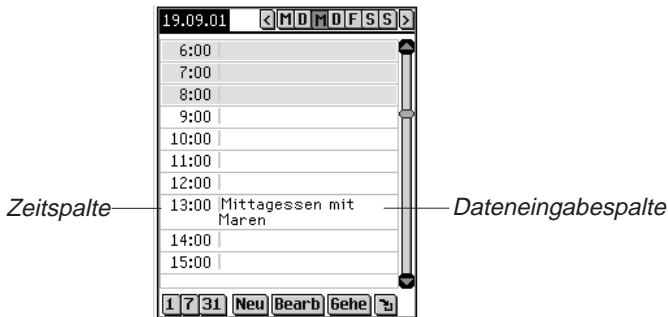 19.09.01 M D M D F S S
6:00
7:00
8:00
9:00
10:00
11:00
12:00
Zeitspalte 13:00 Mittagessen mit Dateneingabespalte
Maren
14:00
15:00
1 7 31 Neu Bearb Gehe